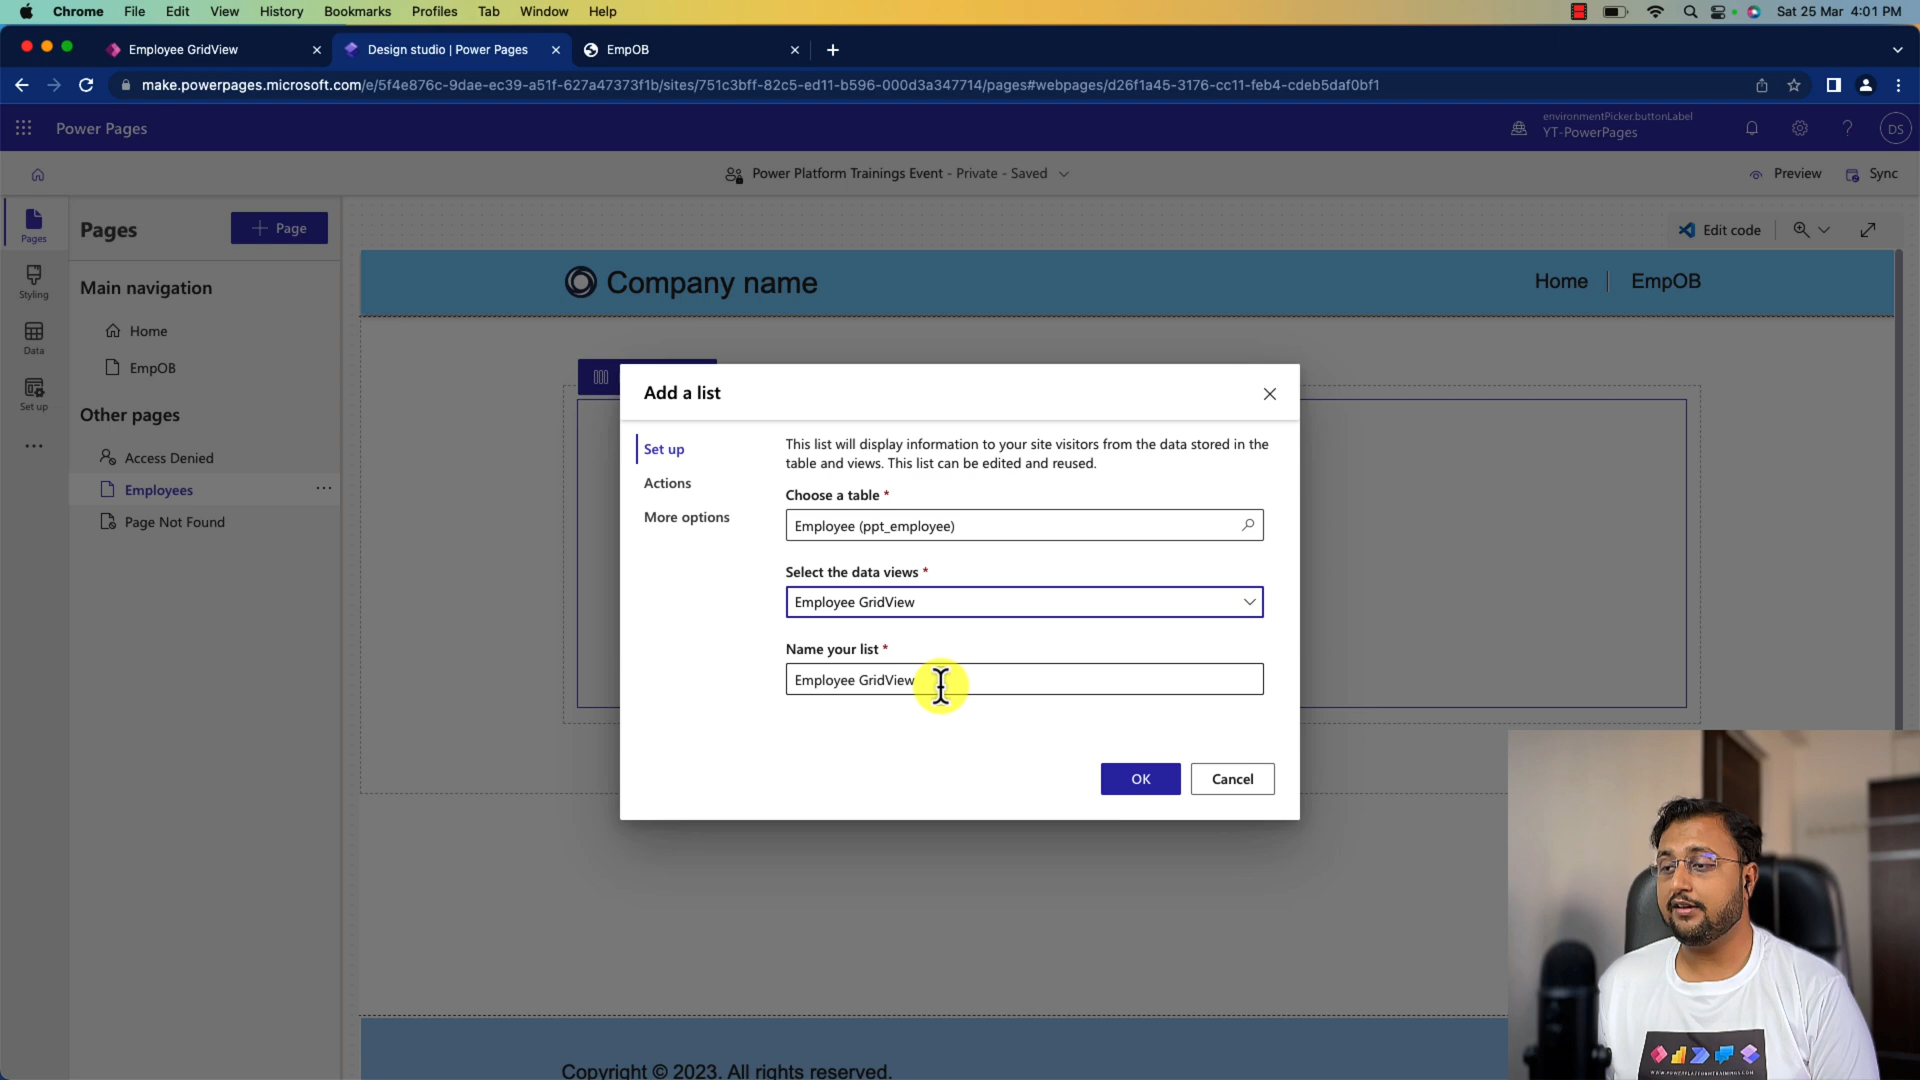 Chrome File Edit View History Bookmarks Profiles Tab Window Help
Sat 25 Mar 4:01 PM
Employee GridView
Design studio | Power Pages
EmpOB
make.powerpages.microsoft.com/e/5f4e876c-9dae-ec39-a51f-627a47373f1b/sites/751c3bff-82c5-ed11-b596-000d3a347714/pages#webpages/d26f1a45-3176-cc11-feb4-cdeb5daf0bf1
Power Pages
environmentPicker.buttonLabel
YT-PowerPages
DS
Power Platform Trainings Event - Private - Saved
Preview
Sync
Pages
Styling
Data
Set up
Pages
Page
Main navigation
Home
EmpOB
Other pages
Access Denied
Employees
Page Not Found
Edit code
Company name
Home | EmpOB
Add a list
Set up
Actions
More options
This list will display information to your site visitors from the data stored in the
table and views. This list can be edited and reused.
Choose a table *
Employee (ppt_employee)
Select the data views *
Employee GridView
Name your list *
Employee GridView
OK
Cancel
Copyright © 2023. All rights reserved.
WWW.POWERPLATFORMTRAININGS.COM